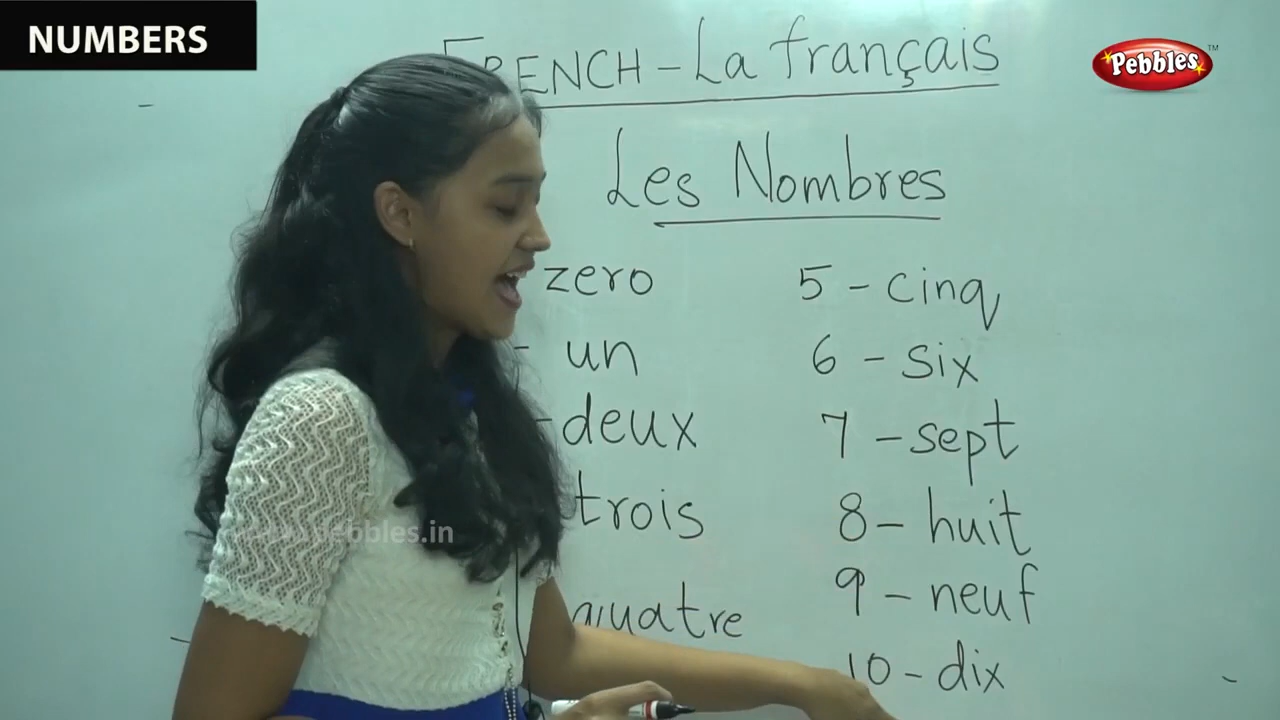 NUMBERS
FRENCH - La français
Pebbles TM
Les Nombres
zero
5 - cinq
- un
6 - six
- deux
7 - sept
trois
8 - huit
quatre
9 - neuf
10 - dix
pebbles.in